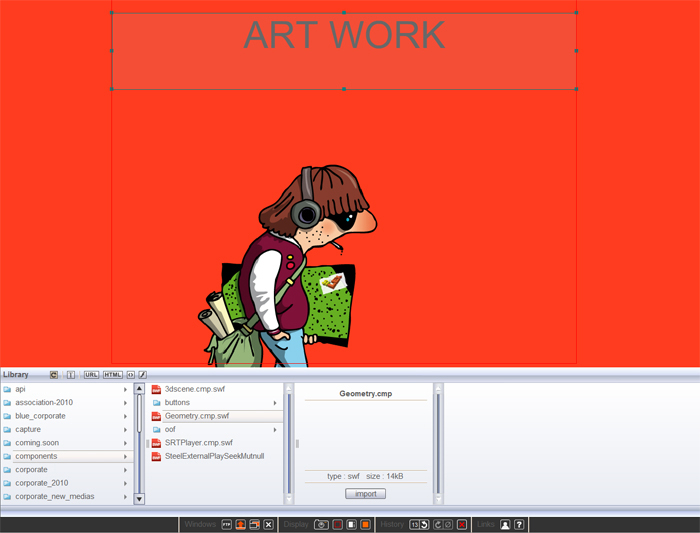 ART WORK
Library T URL HTML
api
association-2010
blue_corporate
capture
coming.soon
components
corporate
corporate_2010
corporate_new_medias
3dscene.cmp.swf
buttons
Geometry.cmp.swf
oof
SRTPlayer.cmp.swf
SteelExternalPlaySeekMutnull
Geometry.cmp
type : swf size : 14kB
import
Windows FTP Display History 13 Links ?